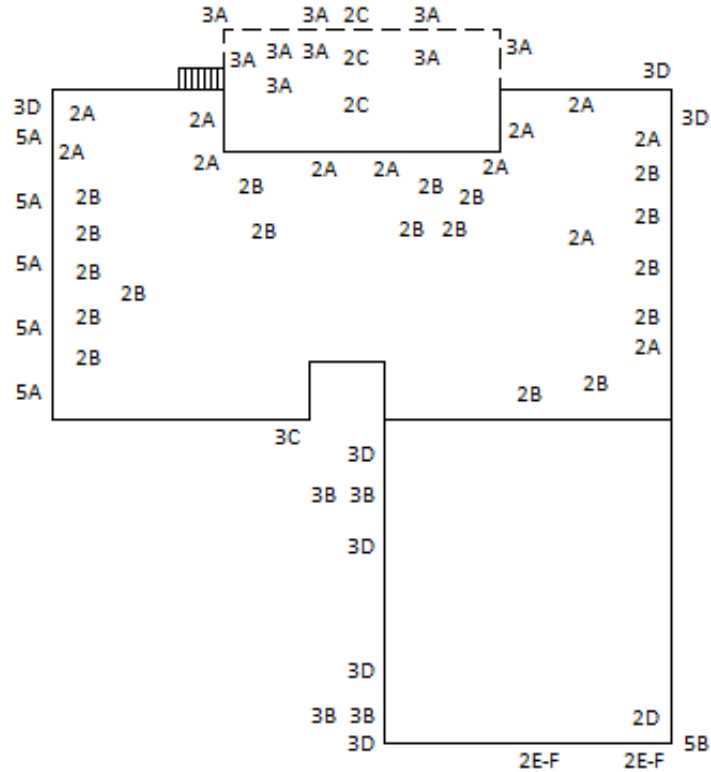 3A 3A 2C 3A
3A 3A 3A 2C 3A 3A
3D
3A
3D 2A 2C 2A 3D
2A 2A
5A 2A
2A 2A 2A 2A 2A
2B
2B 2B 2B
5A 2B
2B
2B 2B 2B 2B
2A
5A 2B 2B
2B
5A 2B 2B
2A
2B
5A 2B 2B
3C
3D
3B 3B
3D
3D
3B 3B 2D
3D 5B
2E-F 2E-F